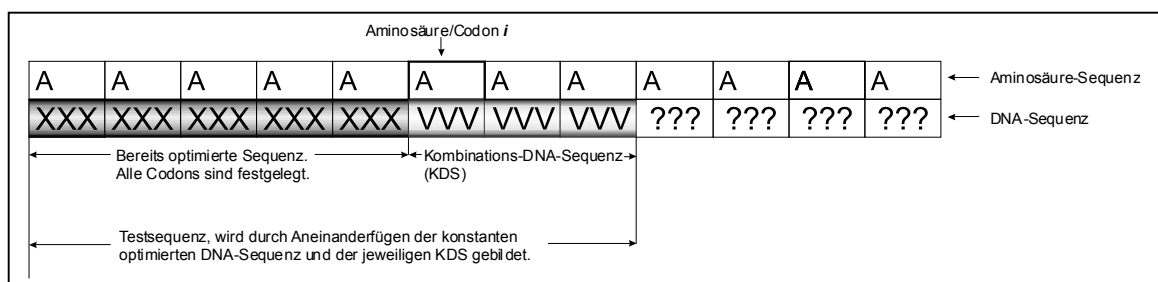 Aminosäure/Codon i
A A A A A A A A A A A A
Aminosäure-Sequenz
XXX XXX XXX XXX XXX VVV VVV VVV ??? ??? ??? ???
DNA-Sequenz
Bereits optimierte Sequenz.
Alle Codons sind festgelegt.
Kombinations-DNA-Sequenz
(KDS)
Testsequenz, wird durch Aneinanderfügen der konstanten
optimierten DNA-Sequenz und der jeweiligen KDS gebildet.